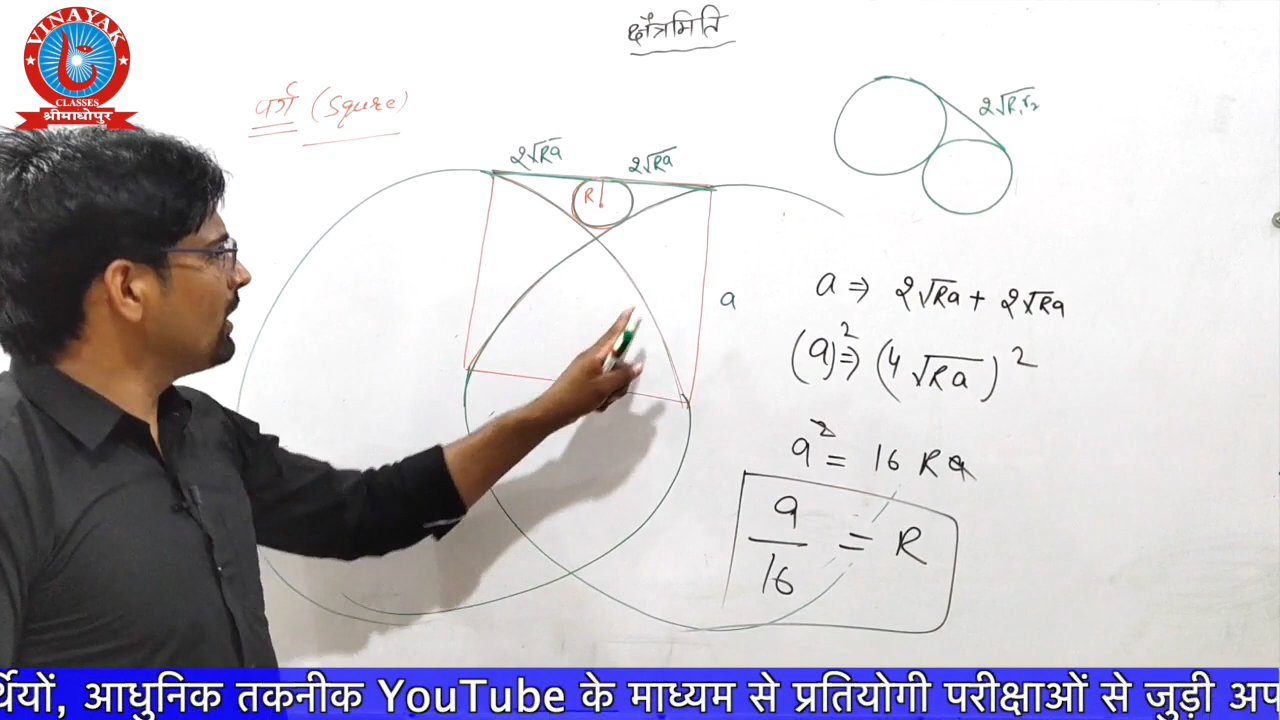 VINAYAK
CLASSES
श्रीमाधोपुर
क्षैत्रमिति
वर्ग (Squre)
2√Ra 2√Ra
R
a
2√R₁r₂
a ⇒ 2√Ra + 2√Ra
(a)²⇒ (4√Ra)²
a² = 16 Ra
a/16 = R
र्थियों, आधुनिक तकनीक YouTube के माध्यम से प्रतियोगी परीक्षाओं से जुड़ी अप